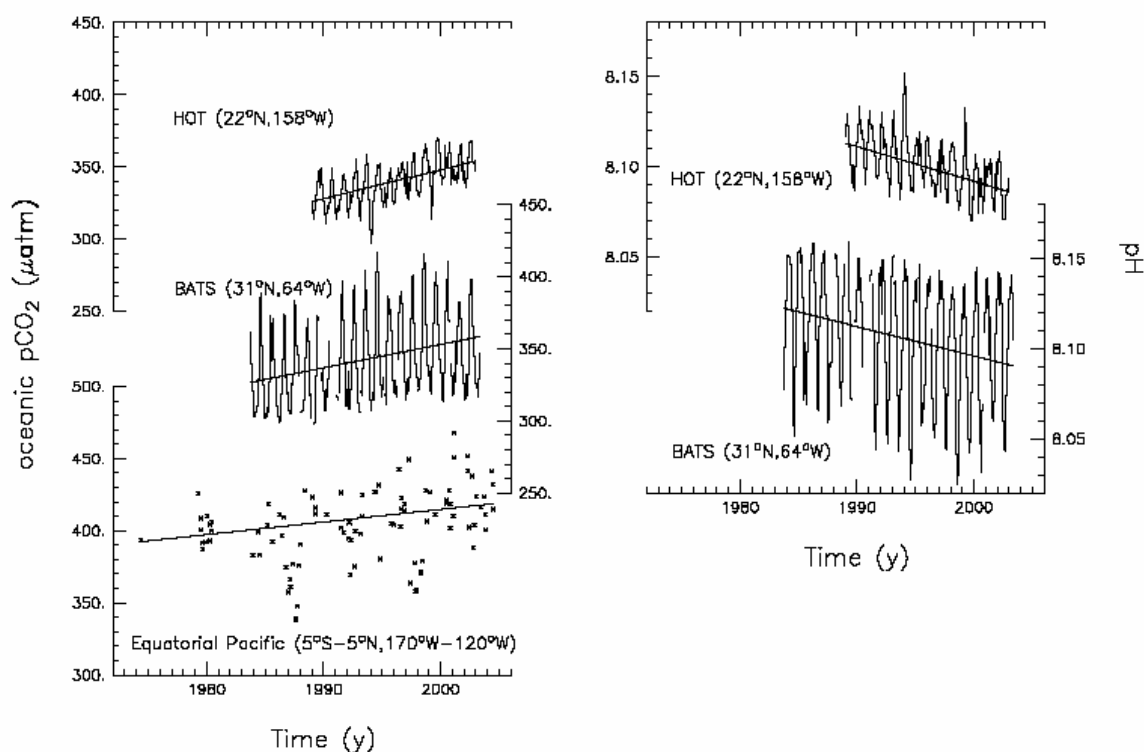 450.
400.
HOT (22°N,158°W)
350.
300.
450.
BATS (31°N,64°W)
400.
250.
350.
500.
300.
450.
250.
400.
350.
Equatorial Pacific (5°S-5°N,170°W-120°W)
300.
1980 1990 2000
Time (y)
oceanic pCO2 (μatm)
1980 1990 2000
8.15
8.10
HOT (22°N,158°W)
8.05
8.15
8.10
8.05
BATS (31°N,64°W)
pH
1980 1990 2000
Time (y)